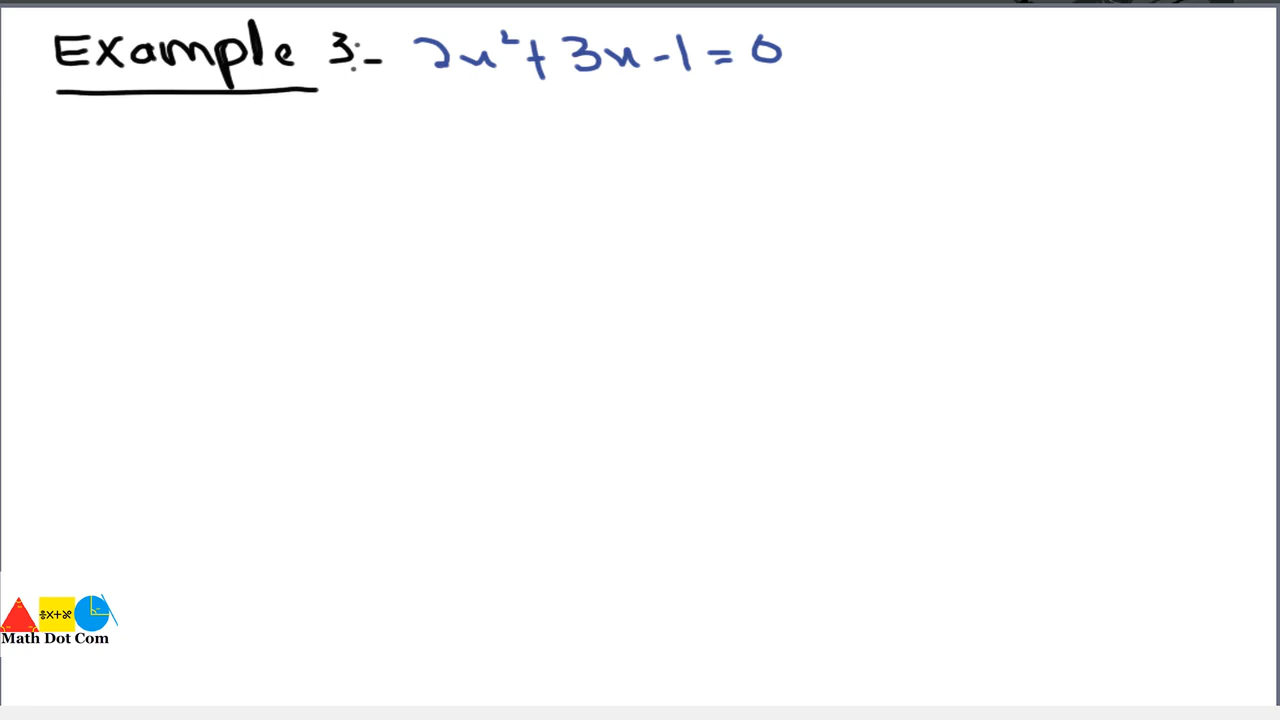 Example 3:- 2x² + 3x - 1 = 0
Math Dot Com